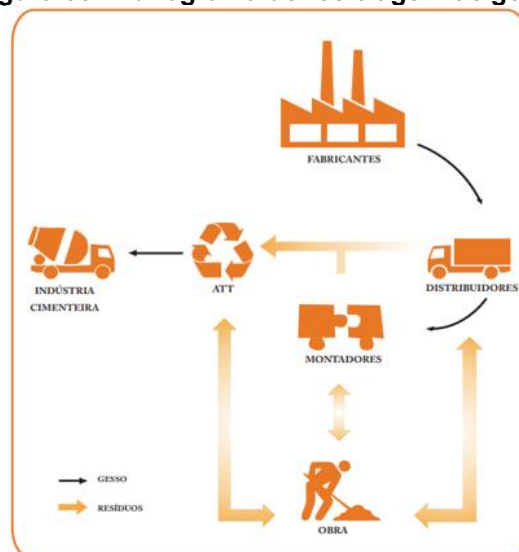 FABRICANTES
INDÚSTRIA
CIMENTEIRA
ATT
DISTRIBUIDORES
MONTADORES
GESSO
RESÍDUOS
OBRA